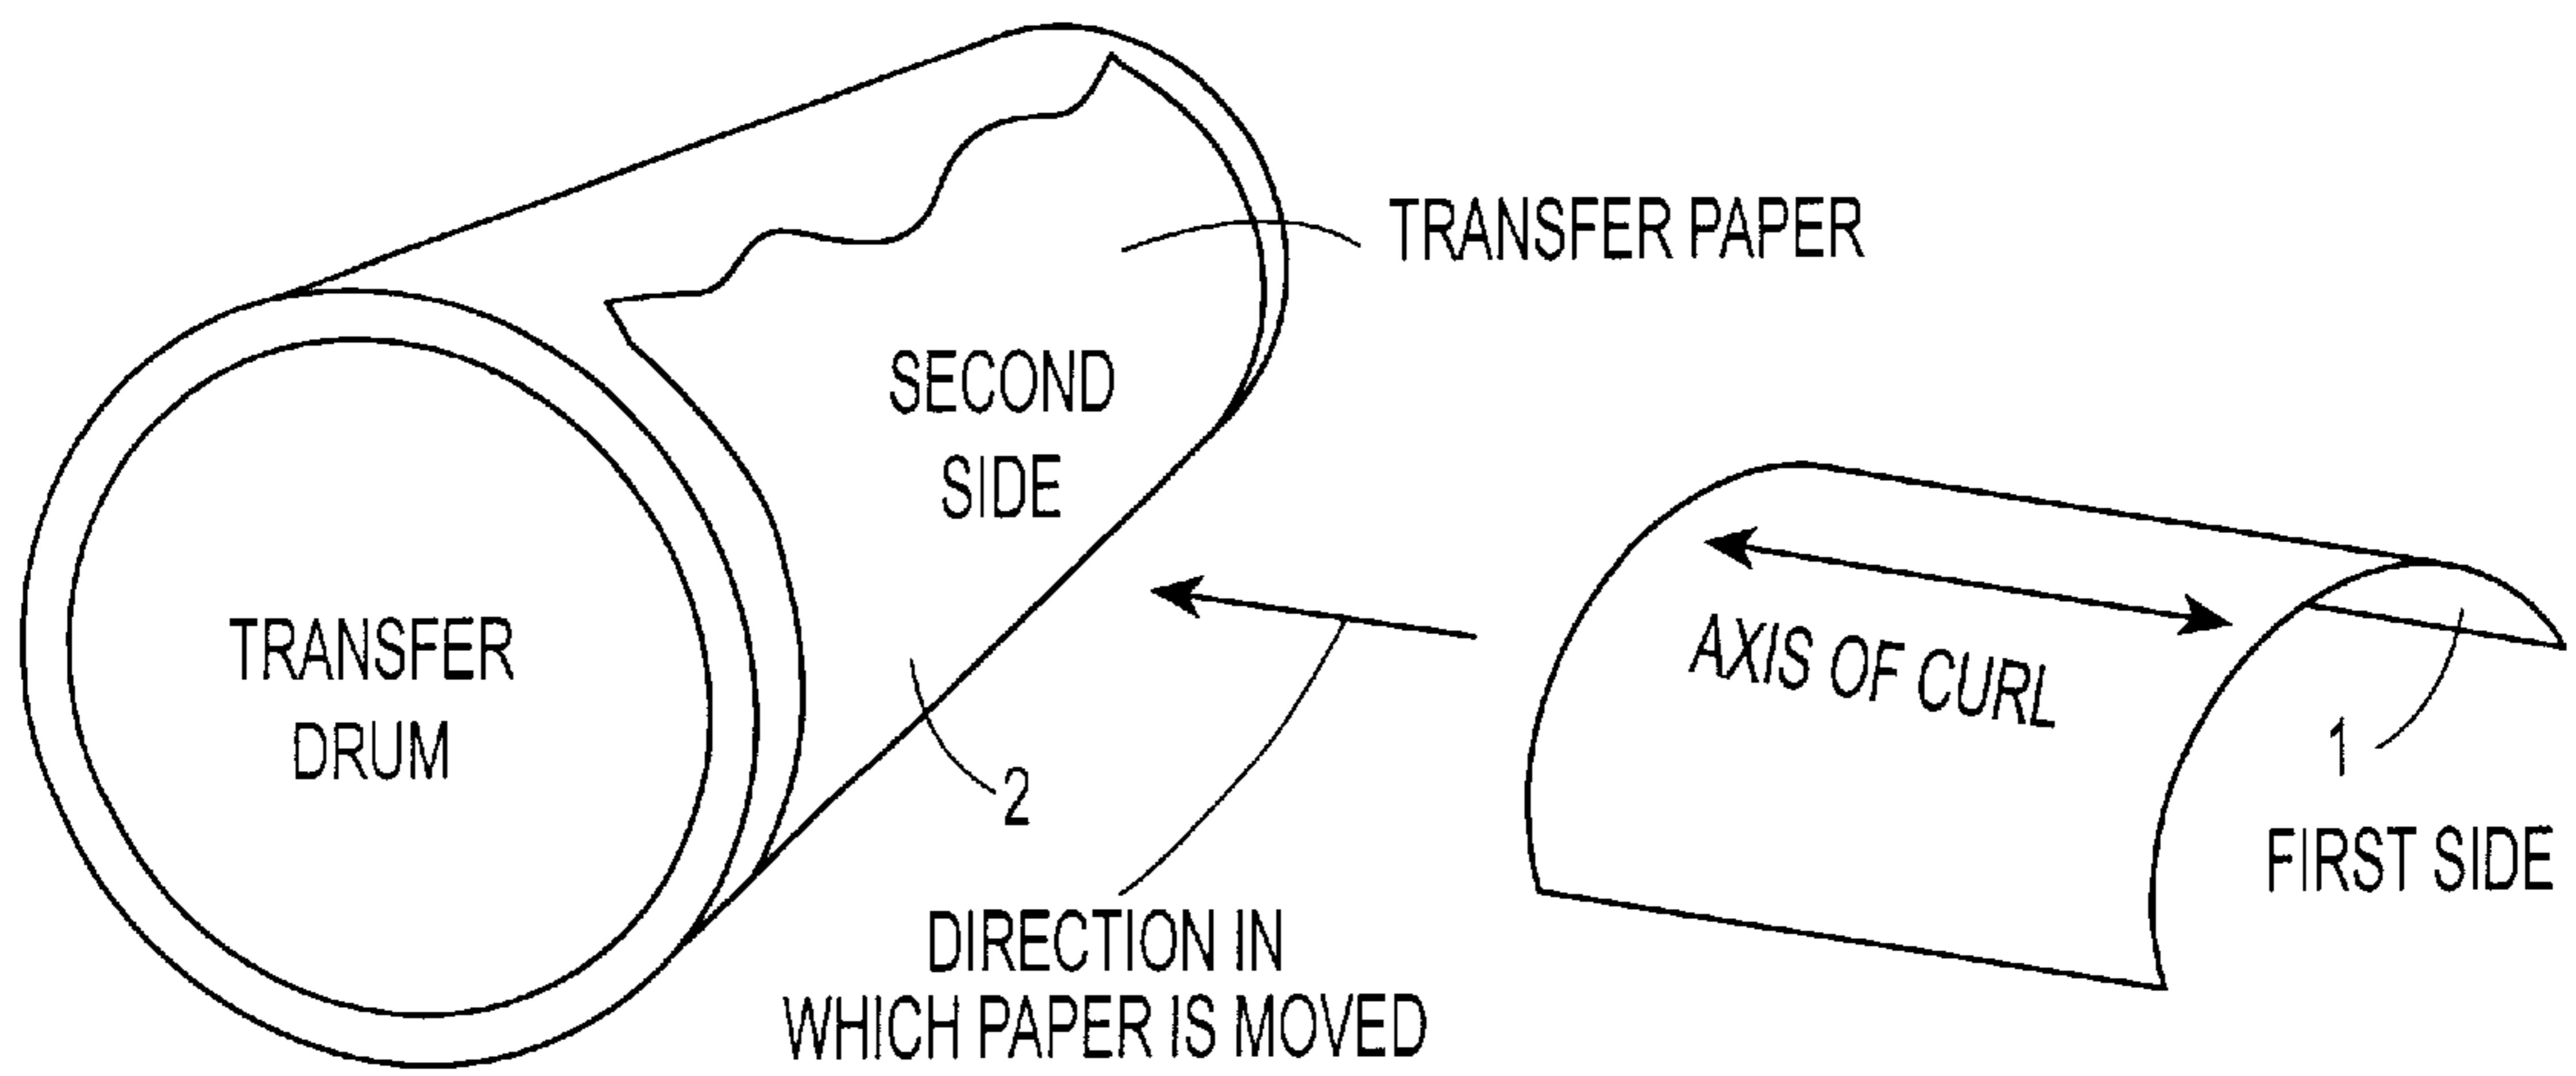 TRANSFER PAPER
SECOND
SIDE
TRANSFER
DRUM
2
AXIS OF CURL
1
FIRST SIDE
DIRECTION IN
WHICH PAPER IS MOVED